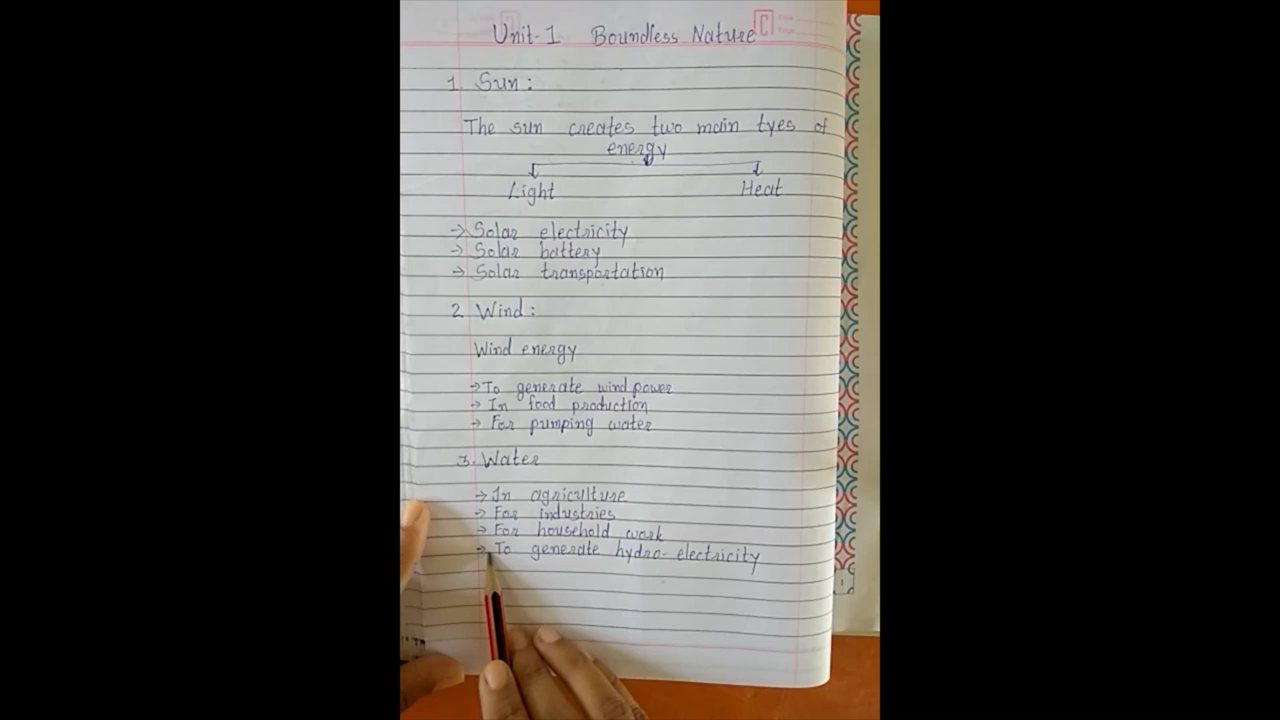 Unit-1 Boundless Nature
1. Sun:
The sun creates two main tyes of
energy
Light Heat
→ Solar electricity
→ Solar battery
→ Solar transportation
2 Wind:
Wind energy
→ To generate wind power
→ In food production
→ For pumping water
3. Water
→ In agriculture
→ For industries
→ For household work
→ To generate hydro-electricity